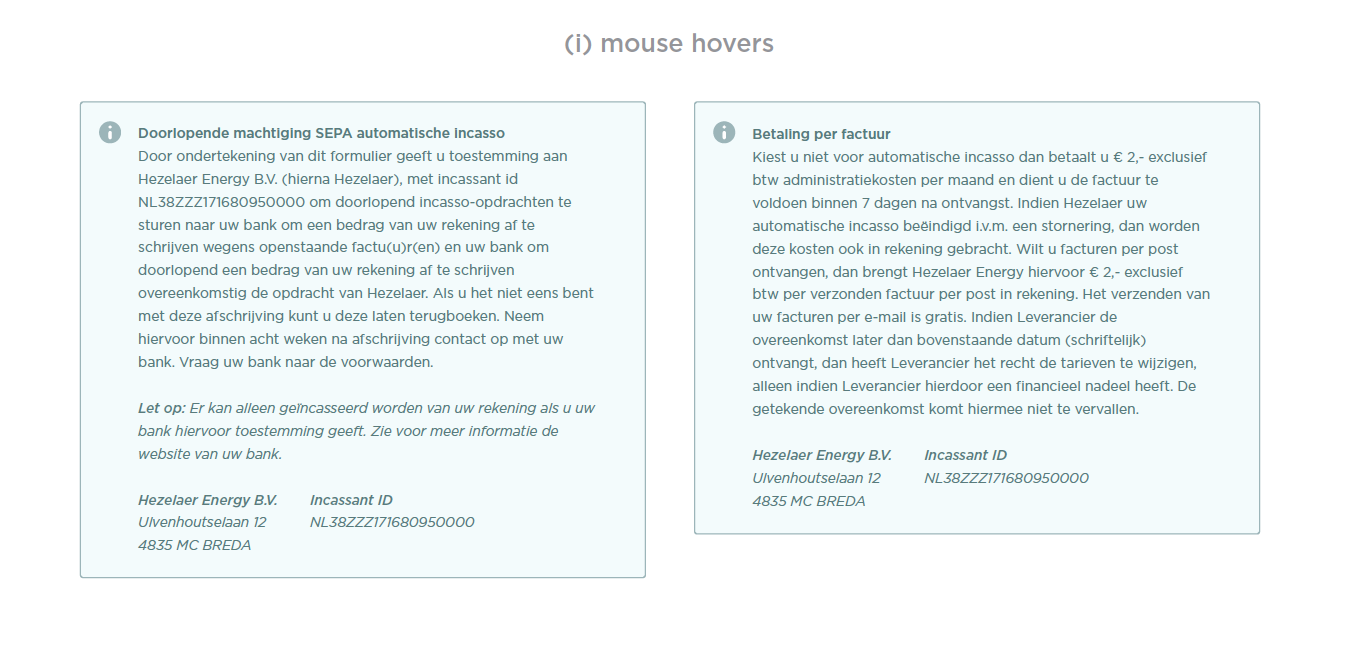 (i) mouse hovers
Doorlopende machtiging SEPA automatische incasso
Door ondertekening van dit formulier geeft u toestemming aan
Hezelaer Energy B.V. (hierna Hezelaer), met incassant id
NL38ZZZ171680950000 om doorlopend incasso-opdrachten te
sturen naar uw bank om een bedrag van uw rekening af te
schrijven wegens openstaande factu(u)r(en) en uw bank om
doorlopend een bedrag van uw rekening af te schrijven
overeenkomstig de opdracht van Hezelaer. Als u het niet eens bent
met deze afschrijving kunt u deze laten terugboeken. Neem
hiervoor binnen acht weken na afschrijving contact op met uw
bank. Vraag uw bank naar de voorwaarden.
Let op: Er kan alleen geïncasseerd worden van uw rekening als u uw
bank hiervoor toestemming geeft. Zie voor meer informatie de
website van uw bank.
Hezelaer Energy B.V. Incassant ID
Ulvenhoutselaan 12 NL38ZZZ171680950000
4835 MC BREDA
Betaling per factuur
Kiest u niet voor automatische incasso dan betaalt u € 2,- exclusief
btw administratiekosten per maand en dient u de factuur te
voldoen binnen 7 dagen na ontvangst. Indien Hezelaer uw
automatische incasso beëindigd i.v.m. een stornering, dan worden
deze kosten ook in rekening gebracht. Wilt u facturen per post
ontvangen, dan brengt Hezelaer Energy hiervoor € 2,- exclusief
btw per verzonden factuur per post in rekening. Het verzenden van
uw facturen per e-mail is gratis. Indien Leverancier de
overeenkomst later dan bovenstaande datum (schriftelijk)
ontvangt, dan heeft Leverancier het recht de tarieven te wijzigen,
alleen indien Leverancier hierdoor een financieel nadeel heeft. De
getekende overeenkomst komt hiermee niet te vervallen.
Hezelaer Energy B.V. Incassant ID
Ulvenhoutselaan 12 NL38ZZZ171680950000
4835 MC BREDA